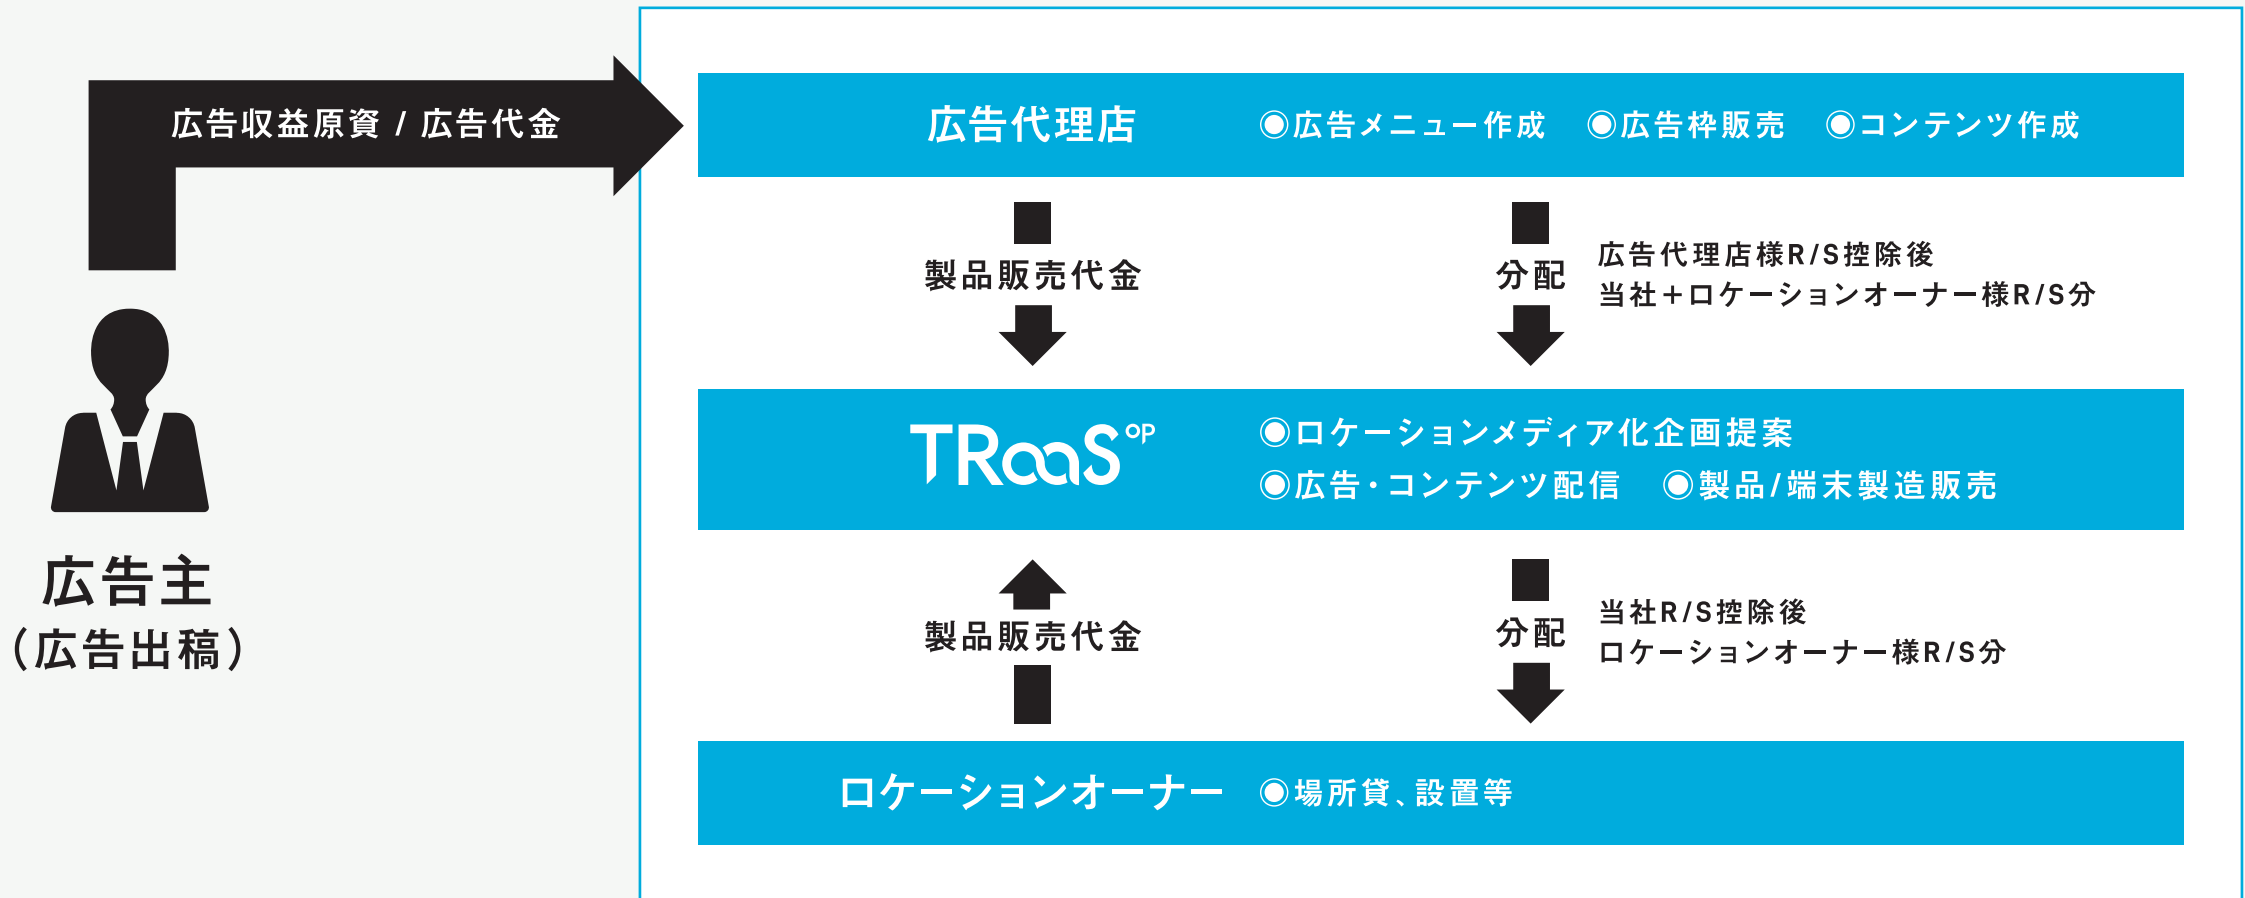 広告収益原資 / 広告代金
広告代理店 ◉広告メニュー作成 ◉広告枠販売 ◉コンテンツ作成
製品販売代金
分配
広告代理店様R/S控除後
当社+ロケーションオーナー様R/S分
TRaaS OP
◉ロケーションメディア化企画提案
◉広告・コンテンツ配信 ◉製品/端末製造販売
広告主
(広告出稿)
製品販売代金
分配
当社R/S控除後
ロケーションオーナー様R/S分
ロケーションオーナー ◉場所貸、設置等